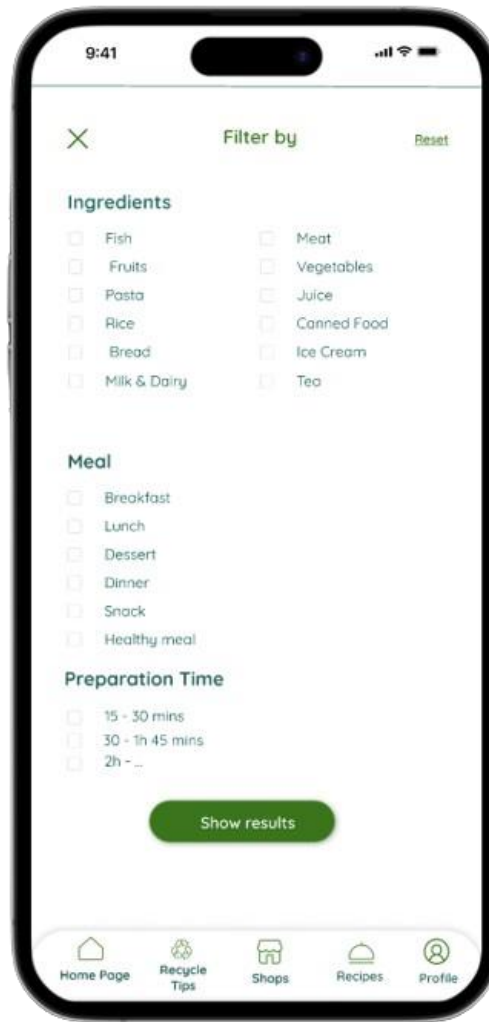 9:41
Filter by
Reset
Ingredients
Fish
Meat
Fruits
Vegetables
Pasta
Juice
Rice
Canned Food
Bread
Ice Cream
Milk & Dairy
Tea
Meal
Breakfast
Lunch
Dessert
Dinner
Snack
Healthy meal
Preparation Time
15 - 30 mins
30 - 1h 45 mins
2h - ...
Show results
Home Page
Recycle
Tips
Shops
Recipes
Profile